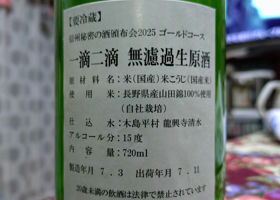 【要冷蔵】
信州秘密の酒頒布会2025 ゴールドコース
一滴二滴 無濾過生原酒
原材料名：米(国産)米こうじ(国産米)
使用米：長野県産山田錦100%使用
(自社栽培)
仕込水：木島平村 龍興寺清水
アルコール分：15度
内容量：720ml
製造年月 7.3 出荷年月 7.11
20歳未満の飲酒は法律で禁止されています